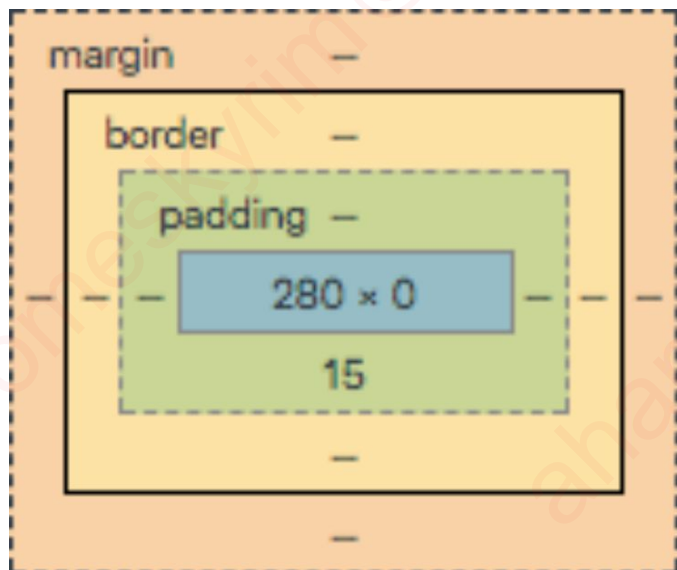 margin –
border –
padding –
– – – 280 × 0 – – –
15
–
–